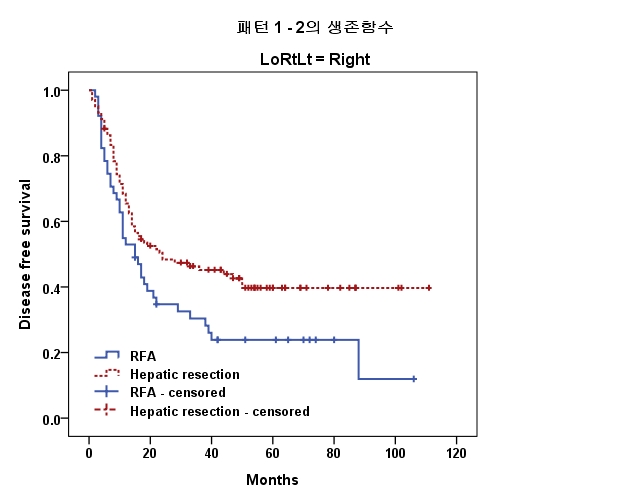 패턴 1 - 2의 생존함수
LoRtLt = Right
Disease free survival
1.0
0.8
0.6
0.4
0.2
0.0
RFA
Hepatic resection
RFA - censored
Hepatic resection - censored
0 20 40 60 80 100 120
Months